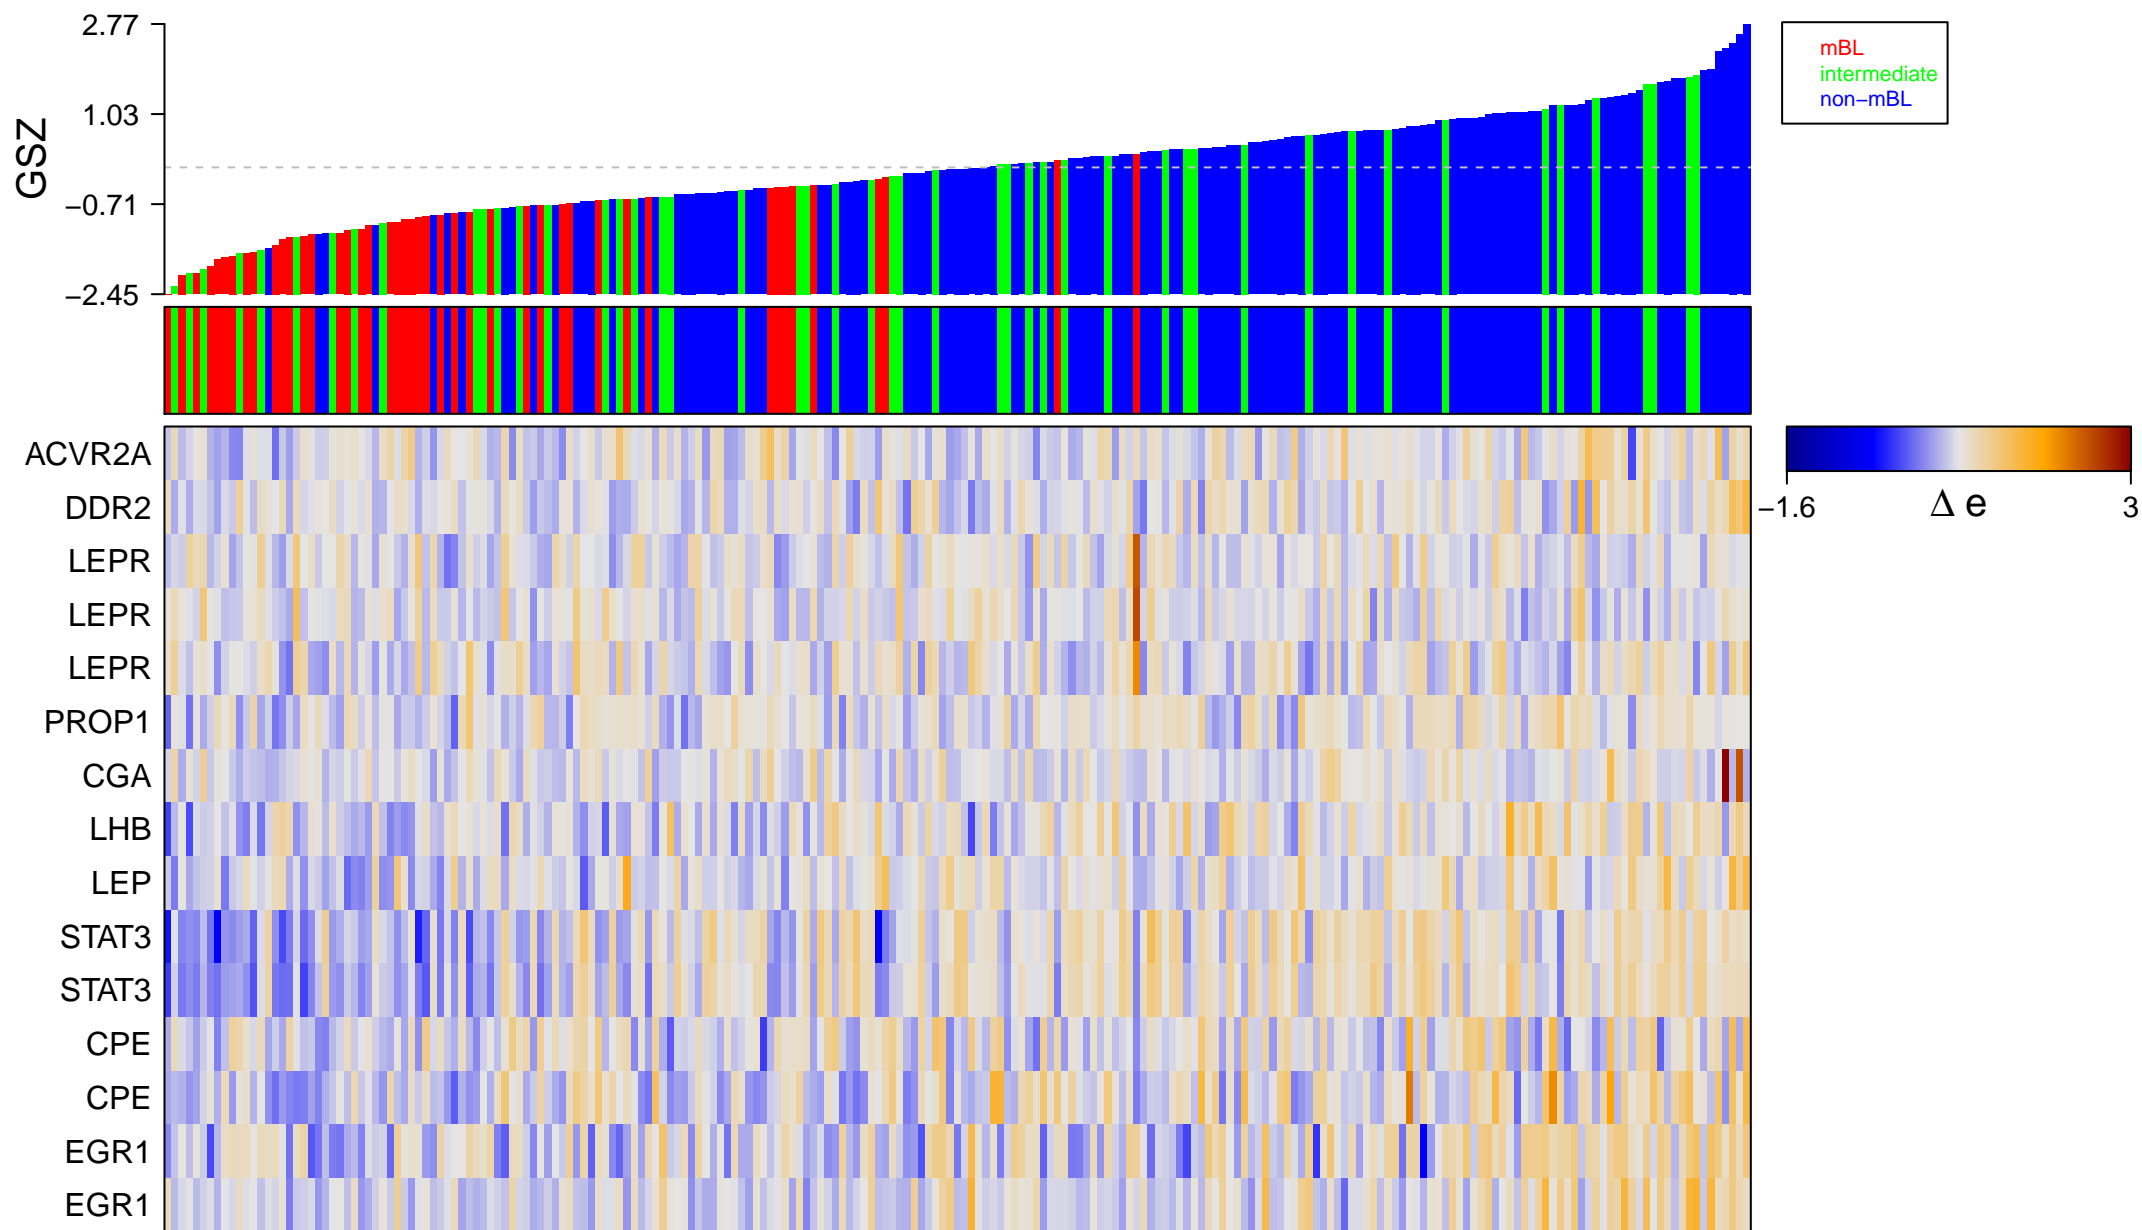 2.77
1.03
−0.71
−2.45
GSZ
mBL
intermediate
non−mBL
ACVR2A
DDR2
LEPR
LEPR
LEPR
PROP1
CGA
LHB
LEP
STAT3
STAT3
CPE
CPE
EGR1
EGR1
−1.6 Δ e 3